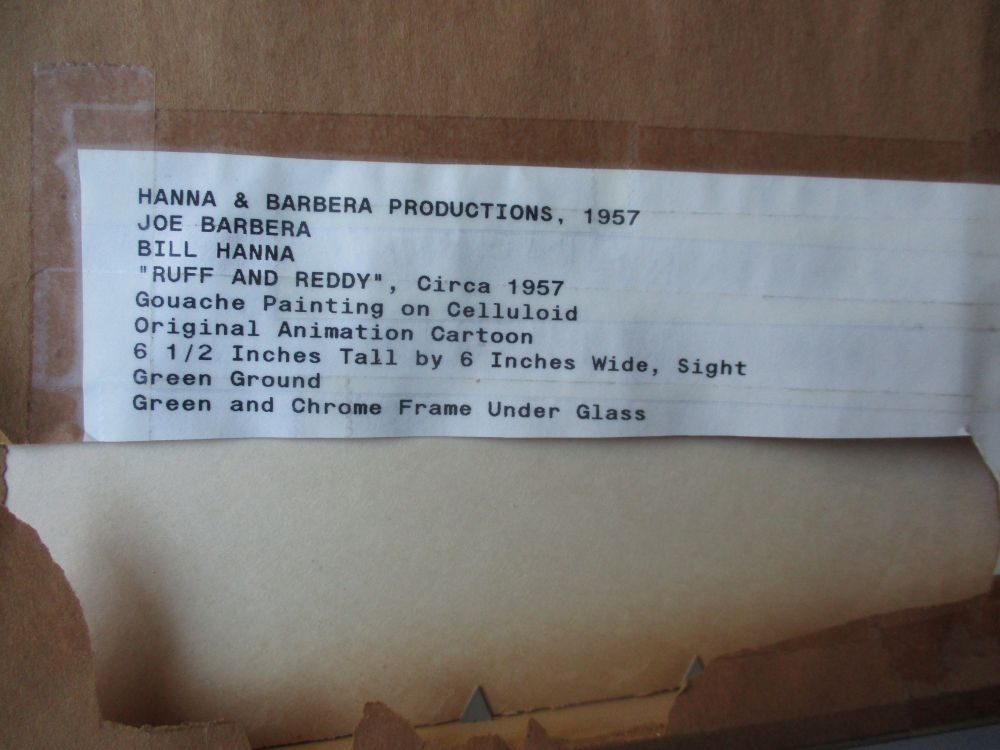 HANNA & BARBERA PRODUCTIONS, 1957
JOE BARBERA
BILL HANNA
"RUFF AND REDDY", Circa 1957
Gouache Painting on Celluloid
Original Animation Cartoon
6 1/2 Inches Tall by 6 Inches Wide, Sight
Green Ground
Green and Chrome Frame Under Glass